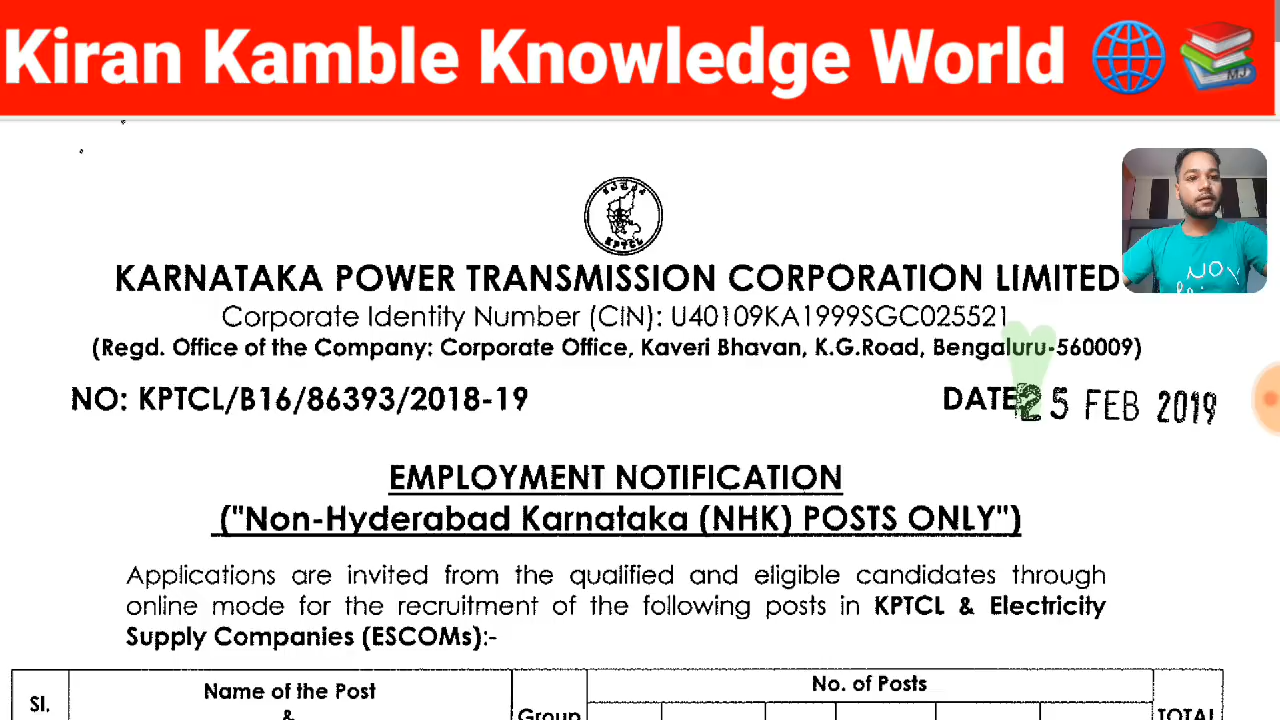 Kiran Kamble Knowledge World
MJ
KPTCL
KARNATAKA POWER TRANSMISSION CORPORATION LIMITED
Corporate Identity Number (CIN): U40109KA1999SGC025521
(Regd. Office of the Company: Corporate Office, Kaveri Bhavan, K.G.Road, Bengaluru-560009)
NO: KPTCL/B16/86393/2018-19
DATE 25 FEB 2019
EMPLOYMENT NOTIFICATION
("Non-Hyderabad Karnataka (NHK) POSTS ONLY")
Applications are invited from the qualified and eligible candidates through
online mode for the recruitment of the following posts in KPTCL & Electricity
Supply Companies (ESCOMs):-
Sl.
Name of the Post
&
Group
No. of Posts
TOTAL